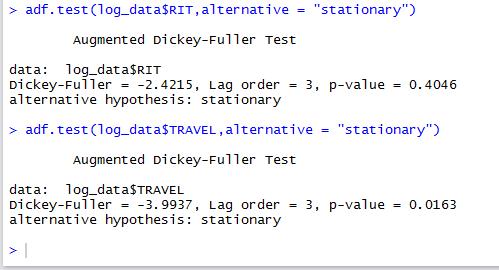 > adf.test(log_data$RIT,alternative = "stationary")
Augmented Dickey-Fuller Test
data:  log_data$RIT
Dickey-Fuller = -2.4215, Lag order = 3, p-value = 0.4046
alternative hypothesis: stationary
> adf.test(log_data$TRAVEL,alternative = "stationary")
Augmented Dickey-Fuller Test
data:  log_data$TRAVEL
Dickey-Fuller = -3.9937, Lag order = 3, p-value = 0.0163
alternative hypothesis: stationary
>